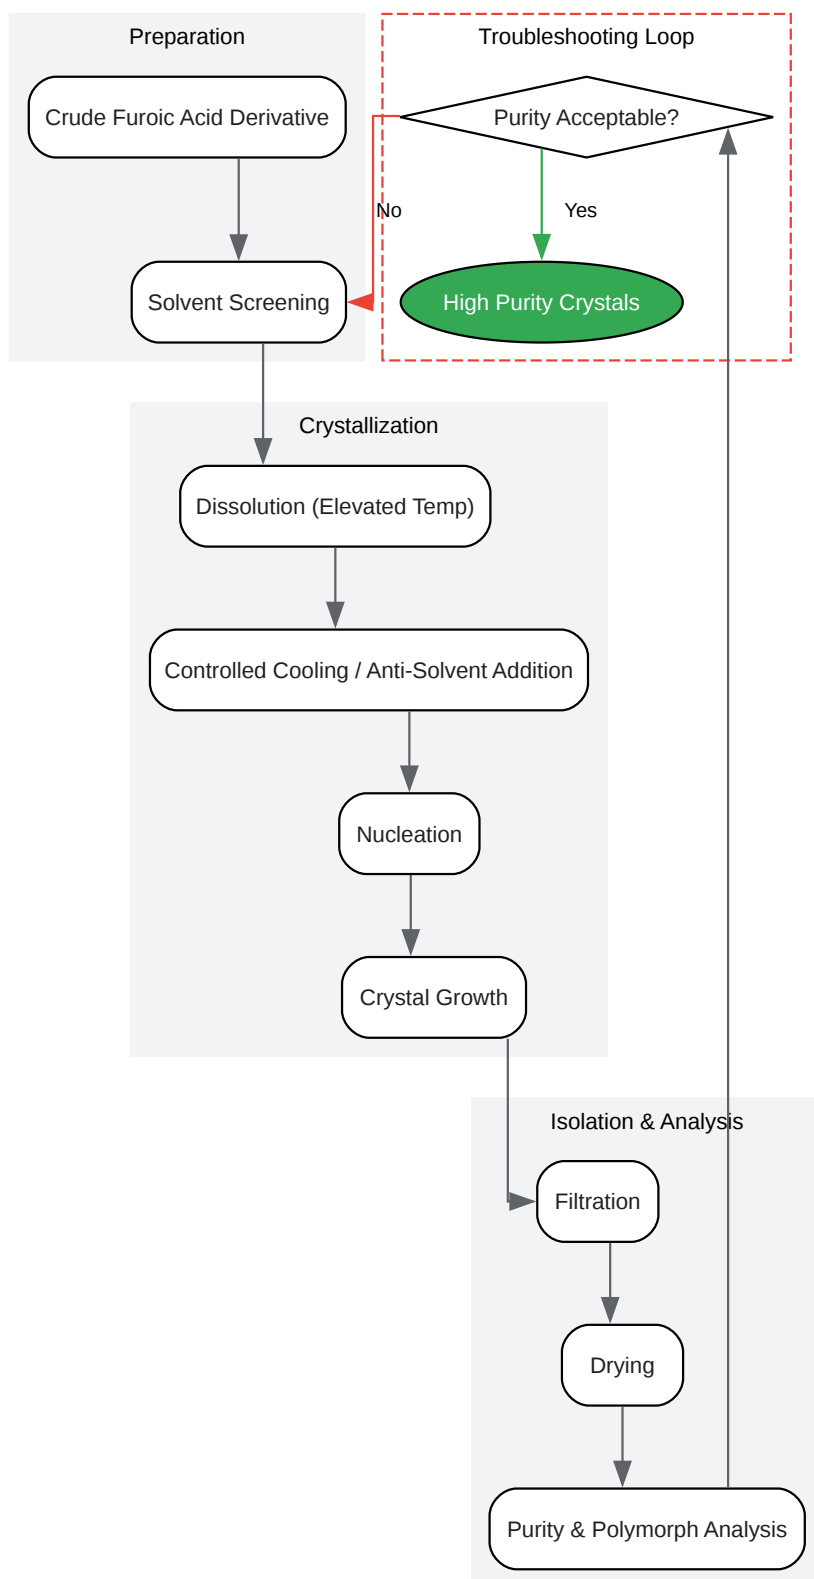 Preparation
Crude Furoic Acid Derivative
Solvent Screening
Troubleshooting Loop
Purity Acceptable?
No
Yes
High Purity Crystals
Crystallization
Dissolution (Elevated Temp)
Controlled Cooling / Anti-Solvent Addition
Nucleation
Crystal Growth
Isolation & Analysis
Filtration
Drying
Purity & Polymorph Analysis